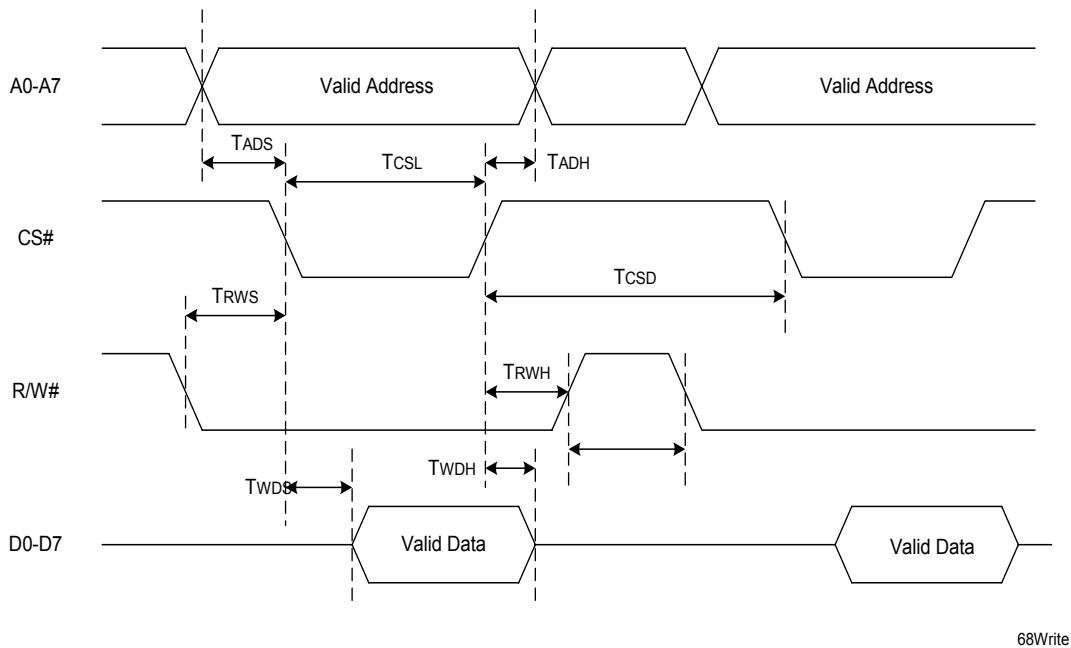 A0-A7
Valid Address
Valid Address
TADS
TCSL
TADH
CS#
TCSD
TRWS
R/W#
TRWH
TWDH
TWDS
D0-D7
Valid Data
Valid Data
68Write